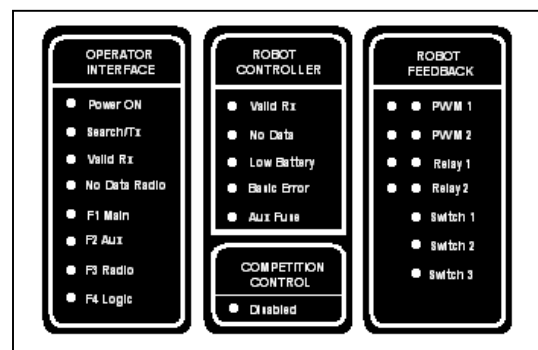 OPERATOR
INTERFACE
Power ON
Search/Tx
Valid Rx
No Data Radio
F1 Main
F2 Aux
F3 Radio
F4 Logic
ROBOT
CONTROLLER
Valid Rx
No Data
Low Battery
Basic Error
Aux Fuse
COMPETITION
CONTROL
Disabled
ROBOT
FEEDBACK
PWM 1
PWM 2
Relay 1
Relay 2
Switch 1
Switch 2
Switch 3